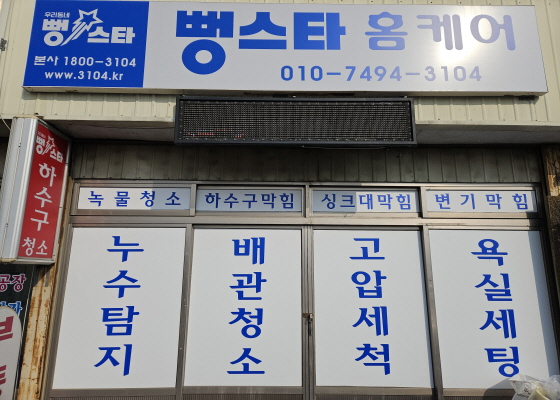 우리동네
뻥스타
본사 1800-3104
www.3104.kr
뻥스타 홈케어
010-7494-3104
뻥스타
하수구
청소
녹물청소
하수구막힘
싱크대막힘
변기막힘
누수탐지
배관청소
고압세척
욕실세팅
공장